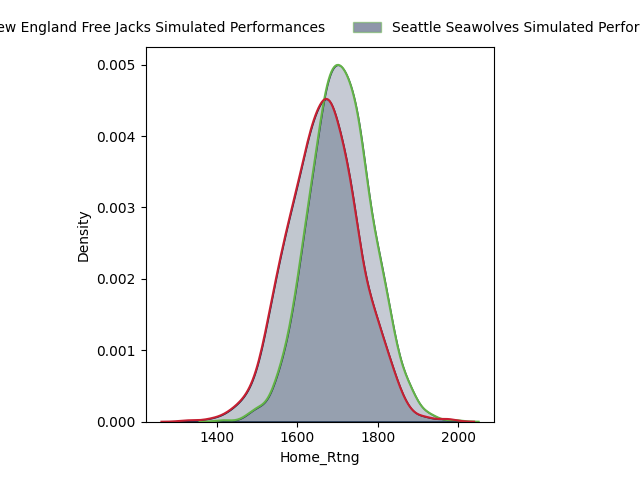 ew England Free Jacks Simulated Performances Seattle Seawolves Simulated Perfor
0.005
0.004
0.003
0.002
0.001
0.000
Density
1400 1600 1800 2000
Home_Rtng